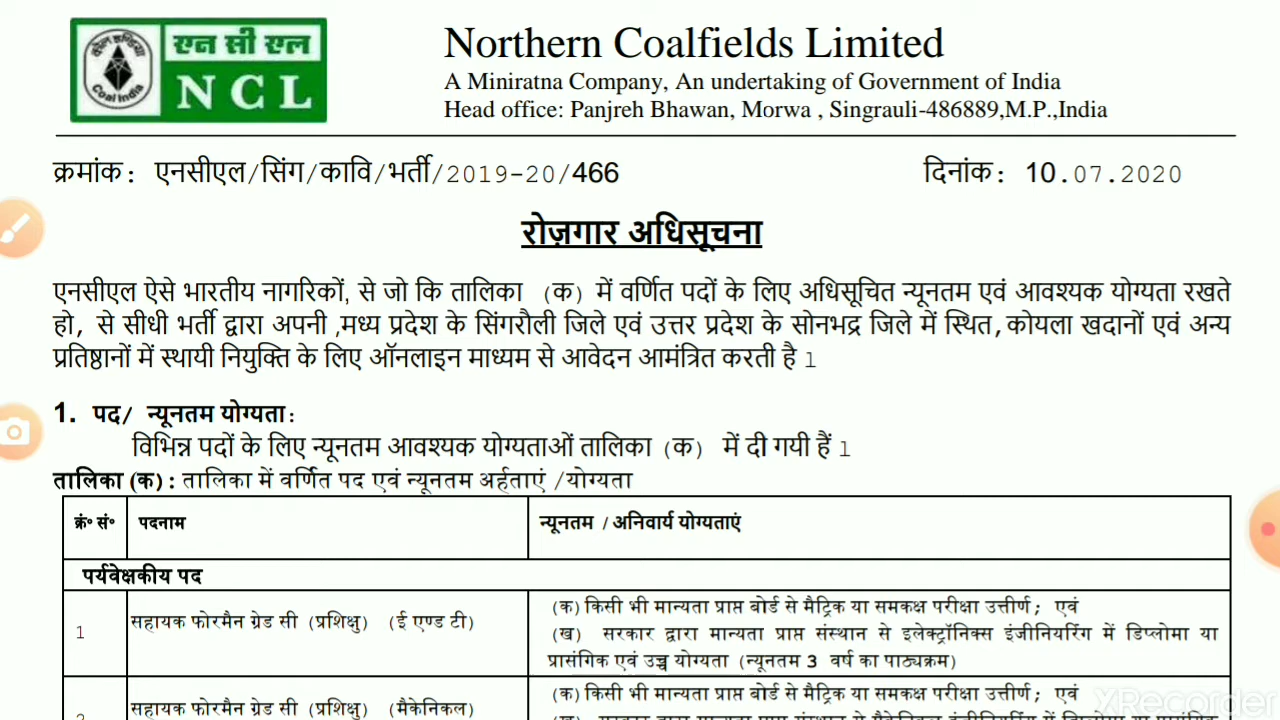 एन सी एल
NCL
कोल इण्डिया
Coal India
Northern Coalfields Limited
A Miniratna Company, An undertaking of Government of India
Head office: Panjreh Bhawan, Morwa , Singrauli-486889,M.P.,India
क्रमांक: एनसीएल/सिंग/कावि/भर्ती/2019-20/466 दिनांक: 10.07.2020
रोज़गार अधिसूचना
एनसीएल ऐसे भारतीय नागरिकों, से जो कि तालिका (क) में वर्णित पदों के लिए अधिसूचित न्यूनतम एवं आवश्यक योग्यता रखते
हो, से सीधी भर्ती द्वारा अपनी ,मध्य प्रदेश के सिंगरौली जिले एवं उत्तर प्रदेश के सोनभद्र जिले में स्थित,कोयला खदानों एवं अन्य
प्रतिष्ठानों में स्थायी नियुक्ति के लिए ऑनलाइन माध्यम से आवेदन आमंत्रित करती है l
1. पद/ न्यूनतम योग्यता:
विभिन्न पदों के लिए न्यूनतम आवश्यक योग्यताओं तालिका (क) में दी गयी हैं l
तालिका (क): तालिका में वर्णित पद एवं न्यूनतम अर्हताएं /योग्यता
क्रं॰ सं॰ पदनाम न्यूनतम / अनिवार्य योग्यताएं
पर्यवेक्षकीय पद
1 सहायक फोरमैन ग्रेड सी (प्रशिक्षु) (ई एण्ड टी)
(क) किसी भी मान्यता प्राप्त बोर्ड से मैट्रिक या समकक्ष परीक्षा उत्तीर्ण; एवं
(ख) सरकार द्वारा मान्यता प्राप्त संस्थान से इलेक्ट्रॉनिक्स इंजीनियरिंग में डिप्लोमा या
प्रासंगिक एवं उच्च योग्यता (न्यूनतम 3 वर्ष का पाठ्यक्रम)
सहायक फोरमैन ग्रेड सी (प्रशिक्षु) (मैकेनिकल)
(क) किसी भी मान्यता प्राप्त बोर्ड से मैट्रिक या समकक्ष परीक्षा उत्तीर्ण; एवं
XRecorder